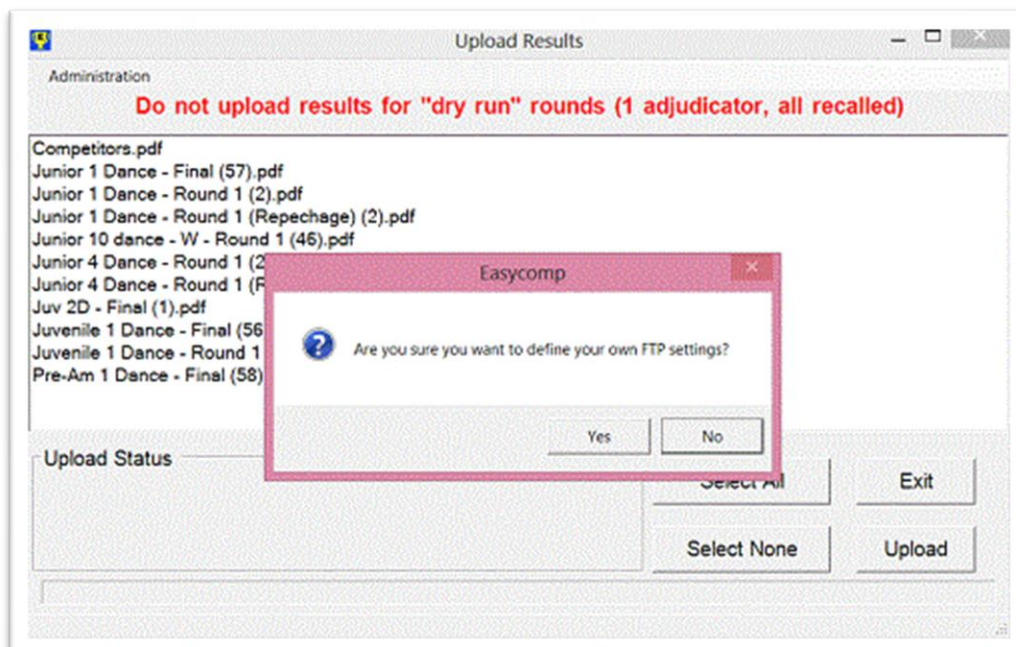 Upload Results
Administration
Do not upload results for "dry run" rounds (1 adjudicator, all recalled)
Competitors.pdf
Junior 1 Dance - Final (57).pdf
Junior 1 Dance - Round 1 (2).pdf
Junior 1 Dance - Round 1 (Repechage) (2).pdf
Junior 10 dance - W - Round 1 (46).pdf
Junior 4 Dance - Round 1 (2
Junior 4 Dance - Round 1 (R
Juv 2D - Final (1).pdf
Juvenile 1 Dance - Final (56
Juvenile 1 Dance - Round 1
Pre-Am 1 Dance - Final (58)
Easycomp
Are you sure you want to define your own FTP settings?
Yes No
Upload Status
Select All Exit
Select None Upload